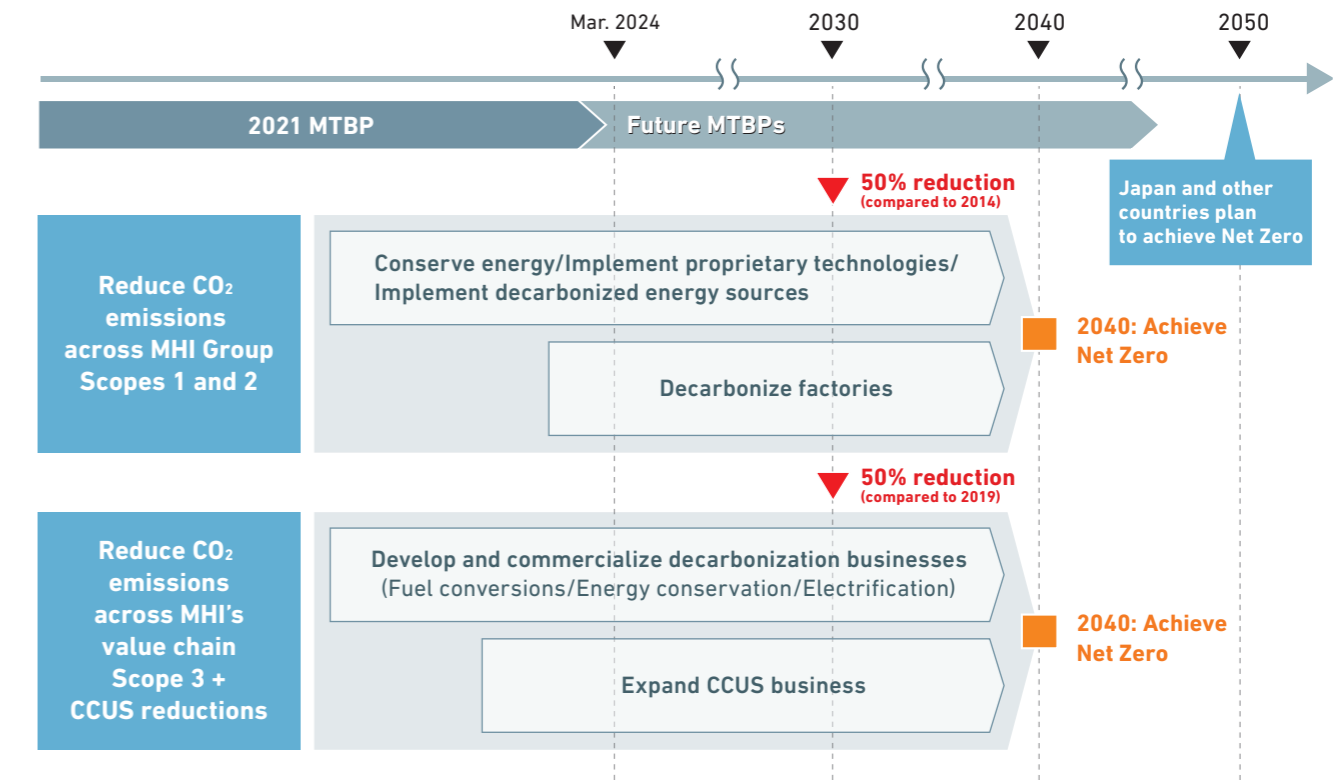 Mar. 2024
2030
2040
2050
2021 MTBP
Future MTBPs
Japan and other
countries plan
to achieve Net Zero
50% reduction
(compared to 2014)
Reduce CO₂
emissions
across MHI Group
Scopes 1 and 2
Conserve energy/Implement proprietary technologies/
Implement decarbonized energy sources
Decarbonize factories
2040: Achieve
Net Zero
50% reduction
(compared to 2019)
Reduce CO₂
emissions
across MHI’s
value chain
Scope 3 +
CCUS reductions
Develop and commercialize decarbonization businesses
(Fuel conversions/Energy conservation/Electrification)
Expand CCUS business
2040: Achieve
Net Zero